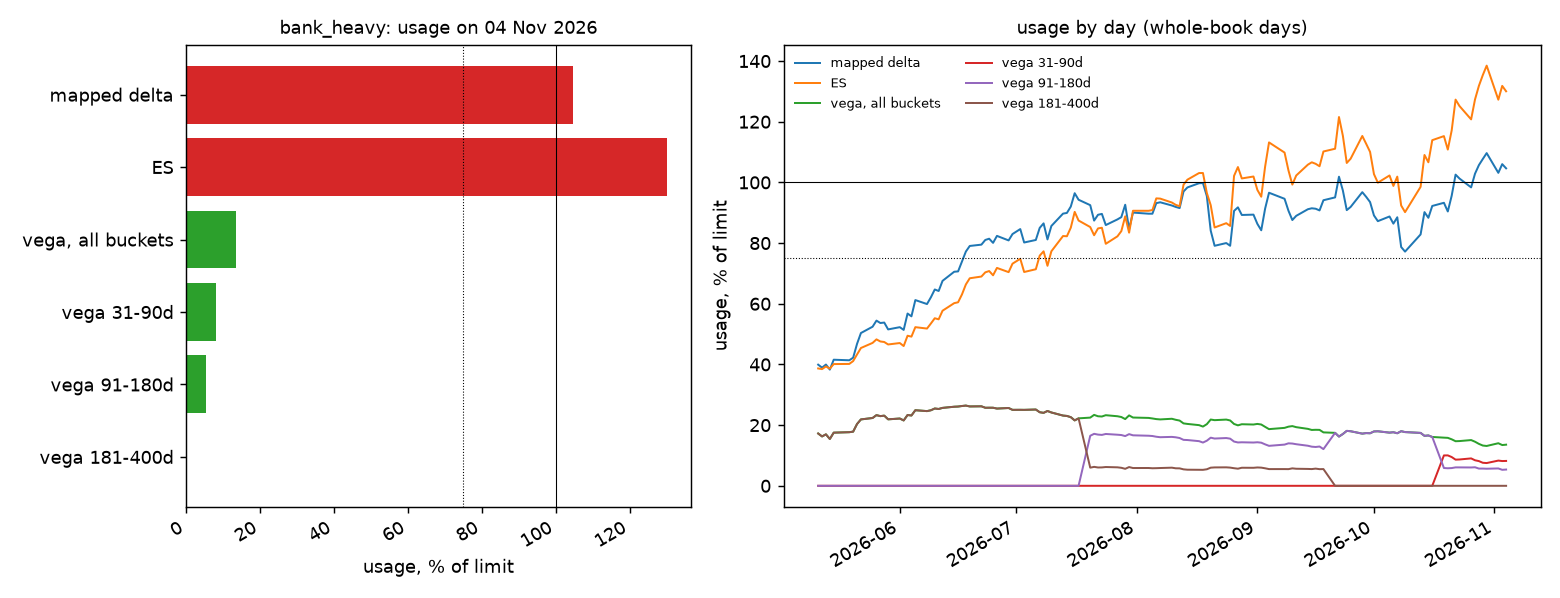 bank_heavy: usage on 04 Nov 2026
mapped delta
ES
vega, all buckets
vega 31-90d
vega 91-180d
vega 181-400d
0
20
40
60
80
100
120
usage, % of limit
usage by day (whole-book days)
mapped delta
ES
vega, all buckets
vega 31-90d
vega 91-180d
vega 181-400d
usage, % of limit
140
120
100
80
60
40
20
0
2026-06
2026-07
2026-08
2026-09
2026-10
2026-11